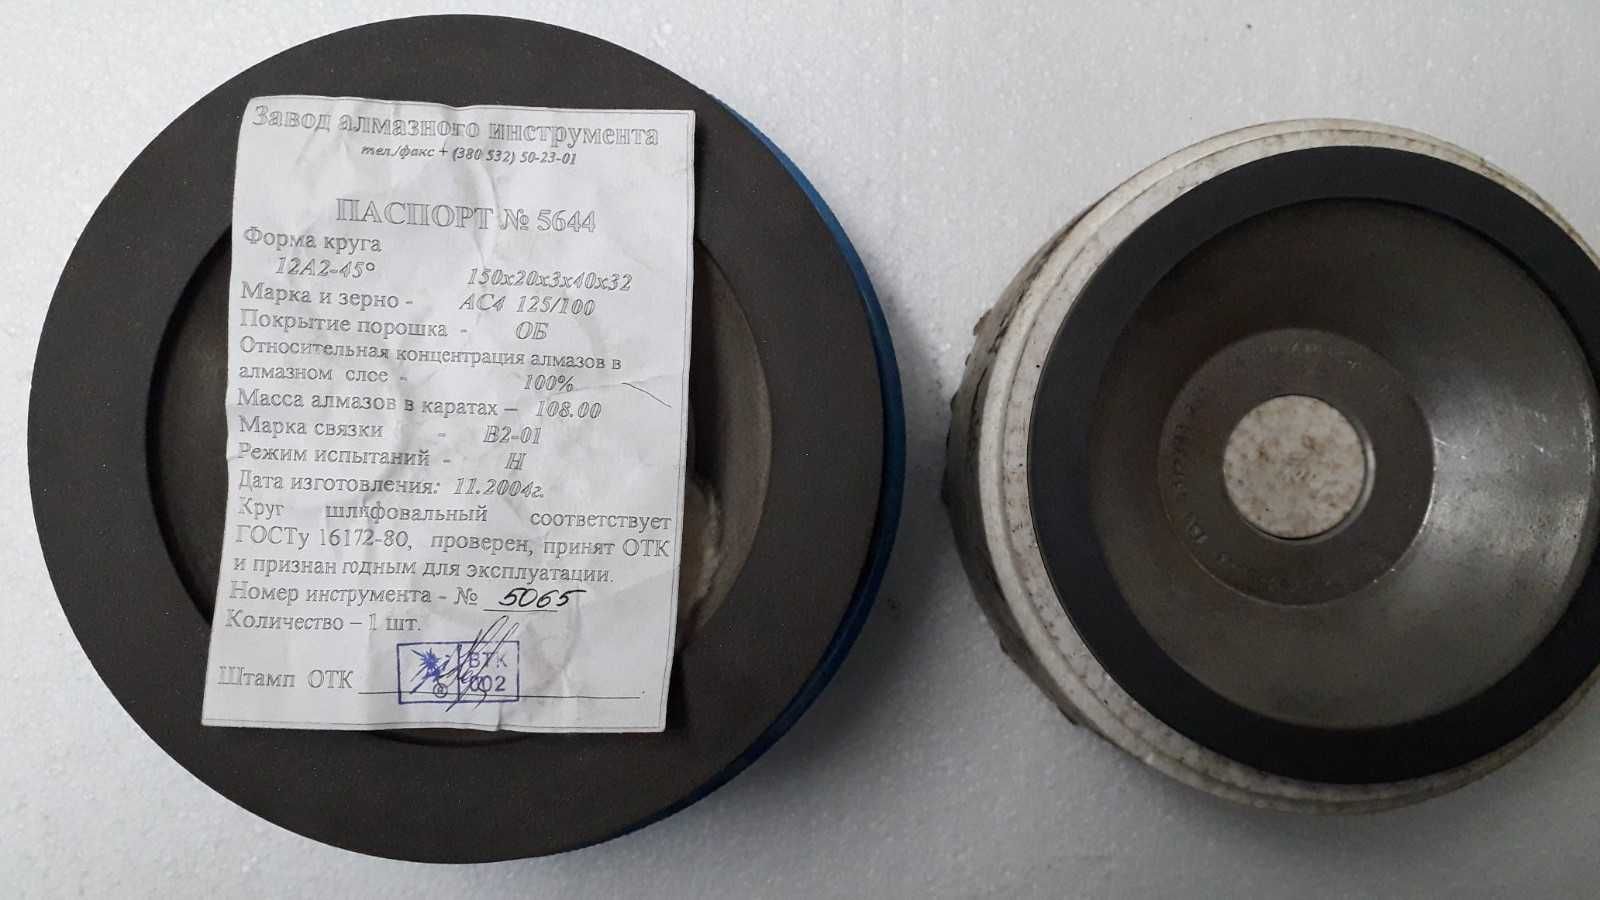 Завод алмазного инструмента
тел./факс + (380 532) 50-23-01
ПАСПОРТ № 5644
Форма круга
12А2-45° 150х20х3х40х32
Марка и зерно - АС4 125/100
Покрытие порошка - ОБ
Относительная концентрация алмазов в
алмазном слое - 100%
Масса алмазов в каратах – 108.00
Марка связки - В2-01
Режим испытаний - Н
Дата изготовления: 11.2004г.
Круг шлифовальный соответствует
ГОСТу 16172-80, проверен, принят ОТК
и признан годным для эксплуатации.
Номер инструмента - № 5065
Количество – 1 шт.
ВТК
Штамп ОТК 002